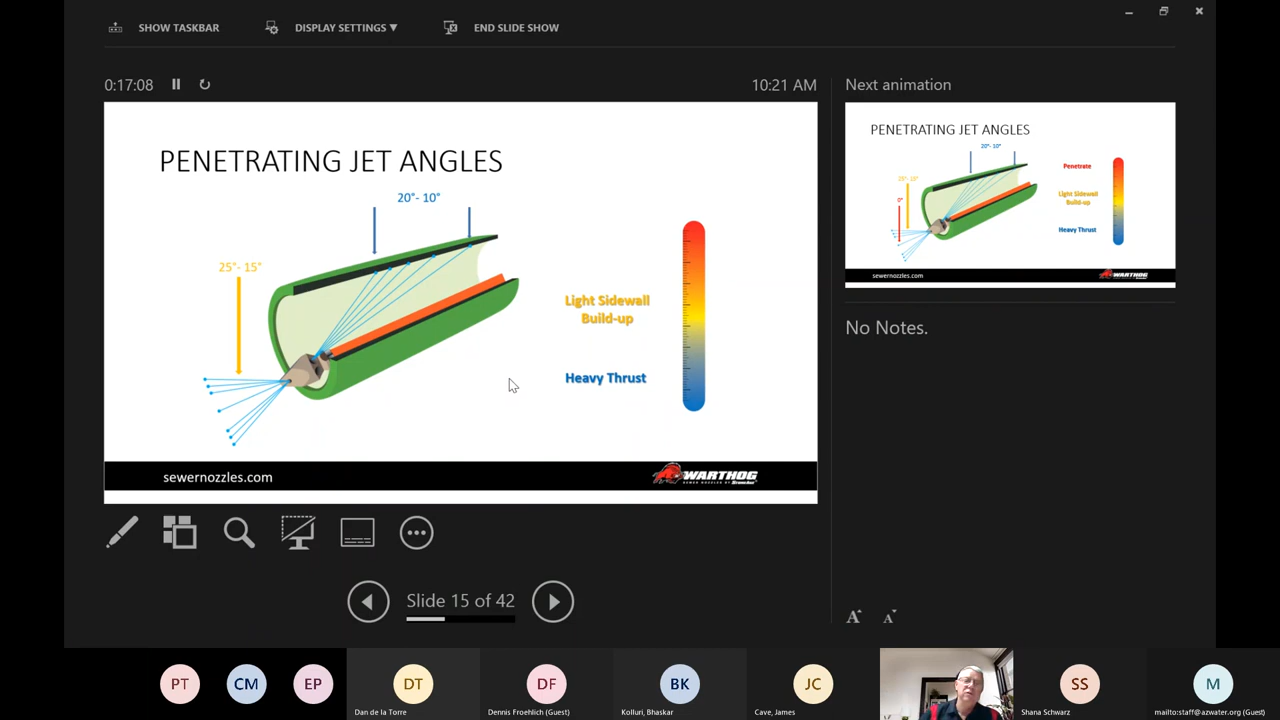 SHOW TASKBAR
DISPLAY SETTINGS ▼
END SLIDE SHOW
0:17:08
10:21 AM
Next animation
PENETRATING JET ANGLES
20°- 10°
25°- 15°
Light Sidewall
Build-up
Heavy Thrust
sewernozzles.com
WARTHOG
PENETRATING JET ANGLES
20°- 10°
25°- 15°
Penetrate
Light Sidewall
Build-up
Heavy Thrust
sewernozzles.com
WARTHOG
No Notes.
Slide 15 of 42
A A
PT
CM
EP
DT
Dan de la Torre
DF
Dennis Froehlich (Guest)
BK
Kolluri, Bhaskar
JC
Cave, James
SS
Shana Schwarz
M
mailto:staff@azwater.org (Guest)